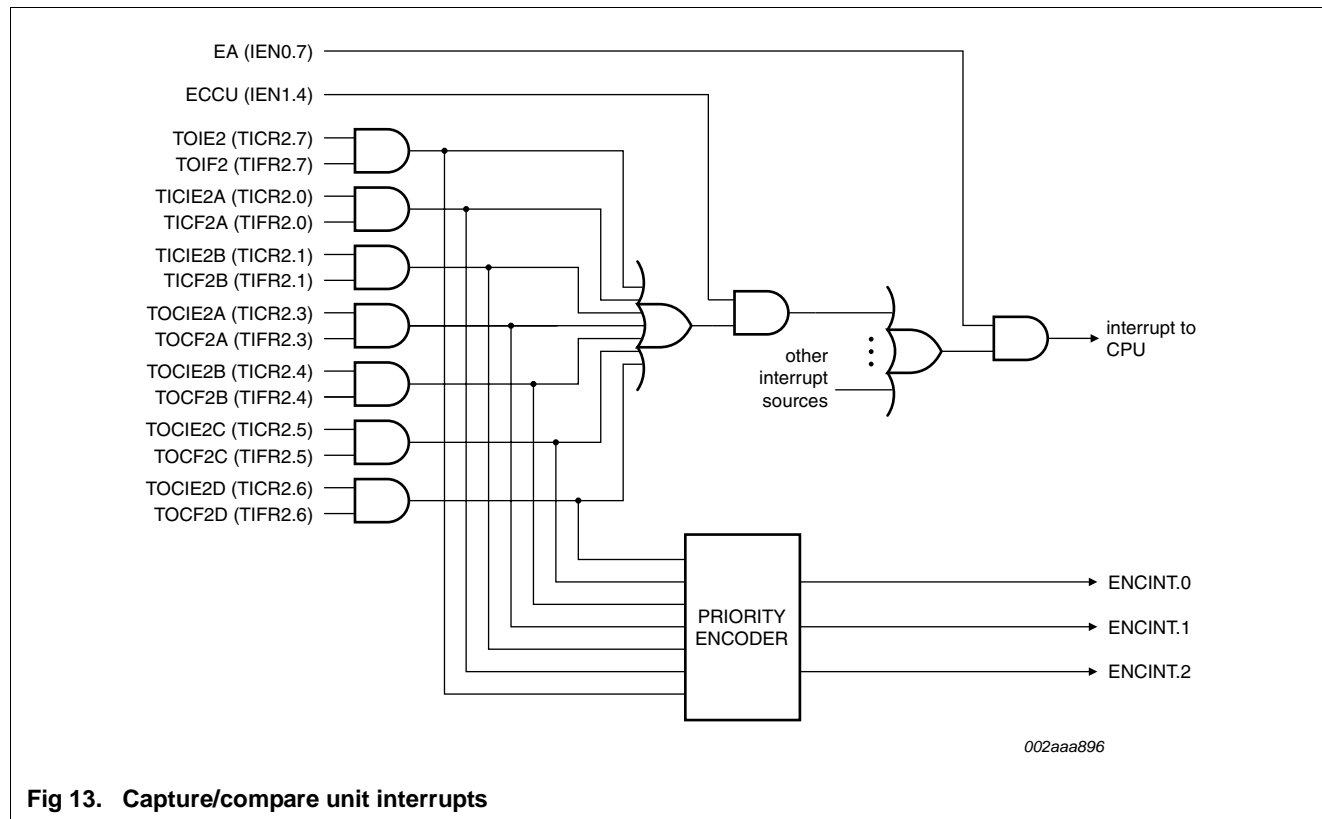 EA (IEN0.7)
ECCU (IEN1.4)
TOIE2 (TICR2.7)
TOIF2 (TIFR2.7)
TICIE2A (TICR2.0)
TICF2A (TIFR2.0)
TICIE2B (TICR2.1)
TICF2B (TIFR2.1)
TOCIE2A (TICR2.3)
TOCF2A (TIFR2.3)
TOCIE2B (TICR2.4)
TOCF2B (TIFR2.4)
TOCIE2C (TICR2.5)
TOCF2C (TIFR2.5)
TOCIE2D (TICR2.6)
TOCF2D (TIFR2.6)
other
interrupt
sources
interrupt to
CPU
PRIORITY
ENCODER
ENCINT.0
ENCINT.1
ENCINT.2
002aaa896
Fig 13. Capture/compare unit interrupts